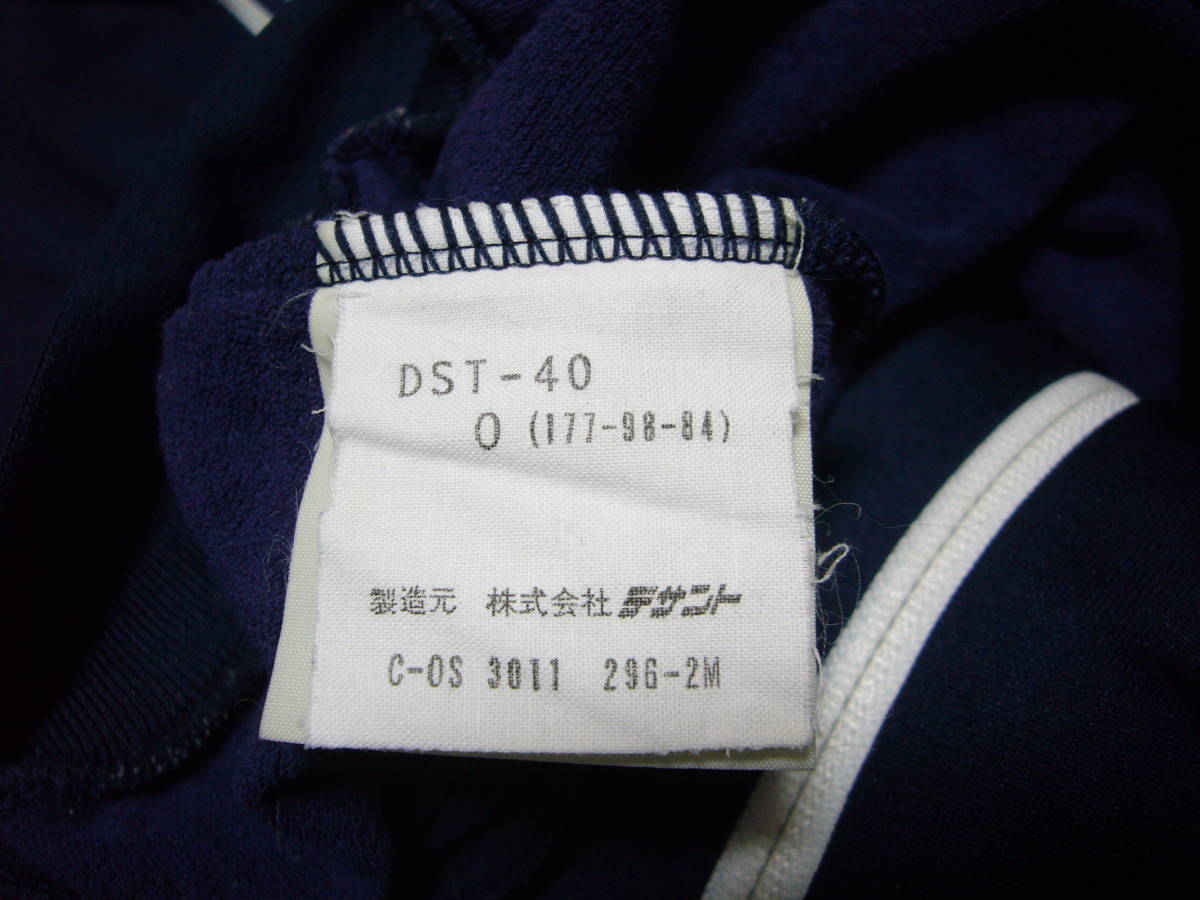 DST-40
O (177-98-84)
製造元 株式会社 デサント
C-OS 3011 296-2M